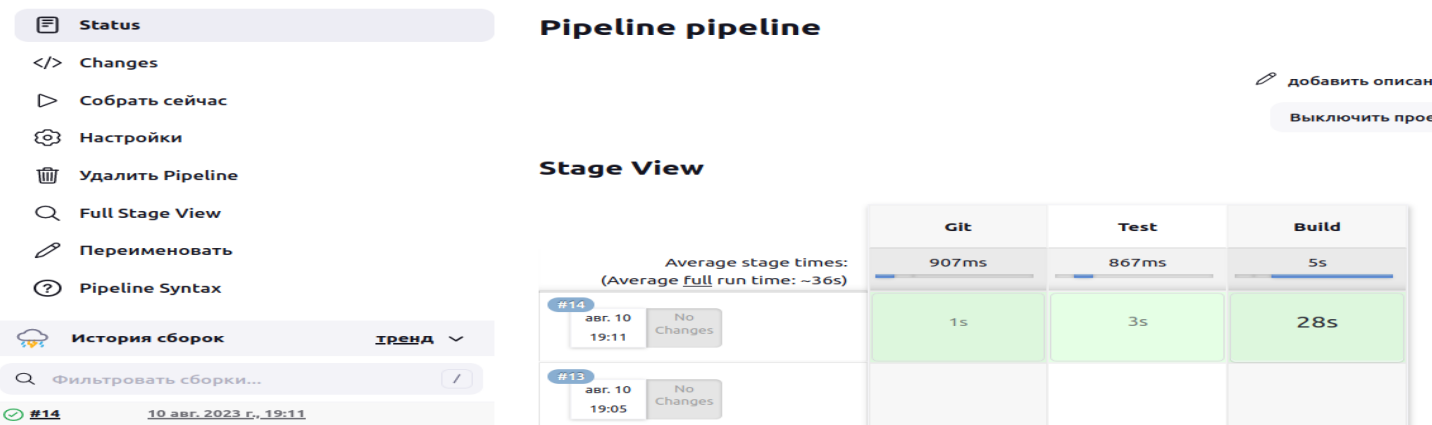 Status
Changes
Собрать сейчас
Настройки
Удалить Pipeline
Full Stage View
Переименовать
Pipeline Syntax
История сборок
тренд
Фильтровать сборки...
/
#14
10 авг. 2023 г., 19:11
Pipeline pipeline
добавить описан
Выключить прое
Stage View
Git
Test
Build
Average stage times:
(Average full run time: ~36s)
907ms
867ms
5s
#14
авг. 10
19:11
No
Changes
1s
3s
28s
#13
авг. 10
19:05
No
Changes